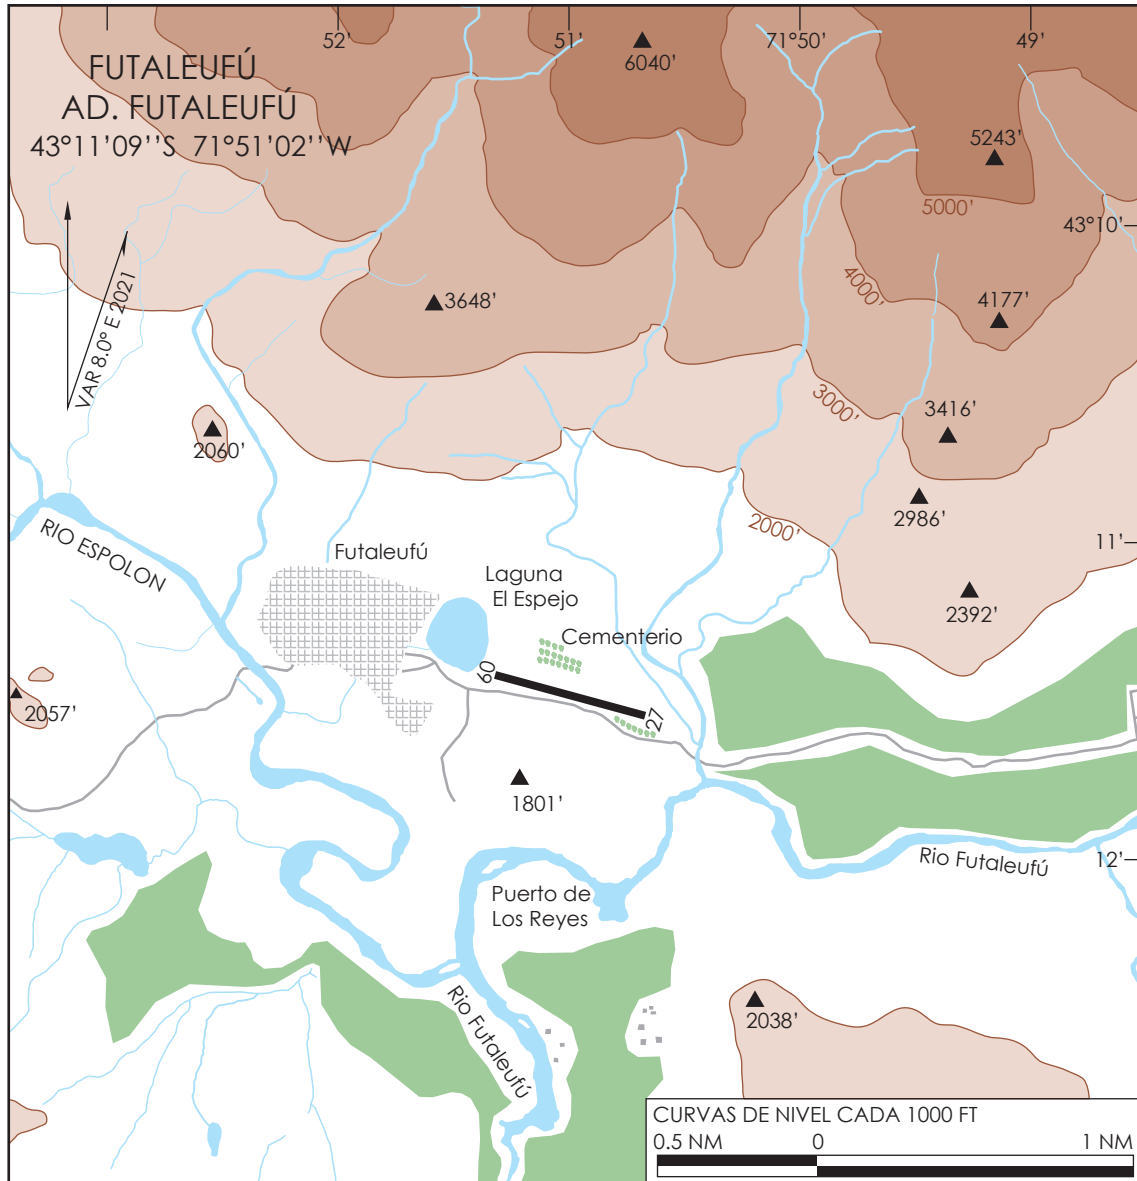 52'
51'
71°50'
49'
FUTALEUFÚ
AD. FUTALEUFÚ
43°11'09''S 71°51'02''W
6040'
5243'
5000'
43°10'
VAR 8.0° E 2021
3648'
4000'
4177'
3000'
3416'
2060'
2986'
2000'
RIO ESPOLON
11'
Futaleufú
Laguna
El Espejo
2392'
Cementerio
09
27
2057'
1801'
Rio Futaleufú
12'
Puerto de
Los Reyes
Rio Futaleufú
2038'
CURVAS DE NIVEL CADA 1000 FT
0.5 NM 0 1 NM